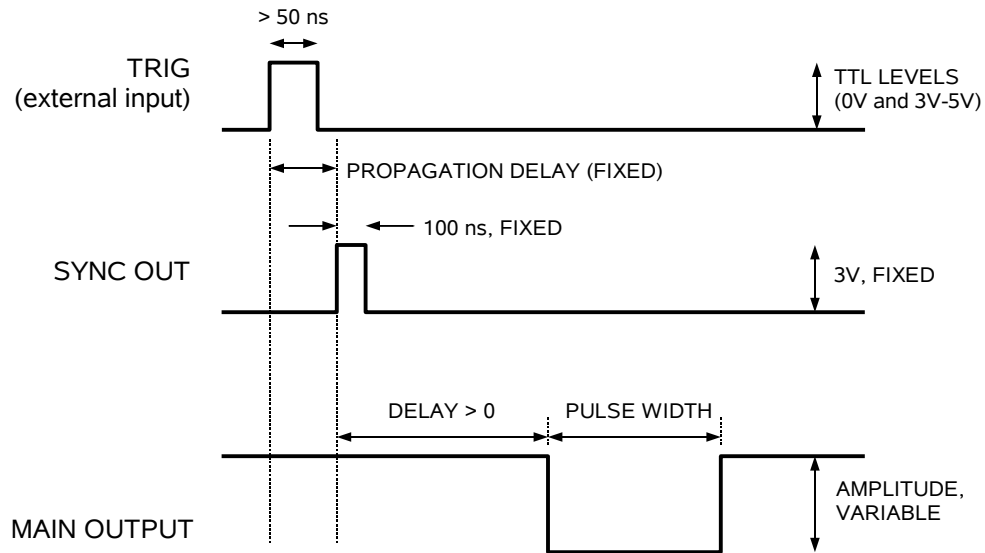 > 50 ns
TRIG
(external input)
TTL LEVELS
(0V and 3V-5V)
PROPAGATION DELAY (FIXED)
100 ns, FIXED
SYNC OUT
3V, FIXED
DELAY > 0
PULSE WIDTH
AMPLITUDE,
VARIABLE
MAIN OUTPUT